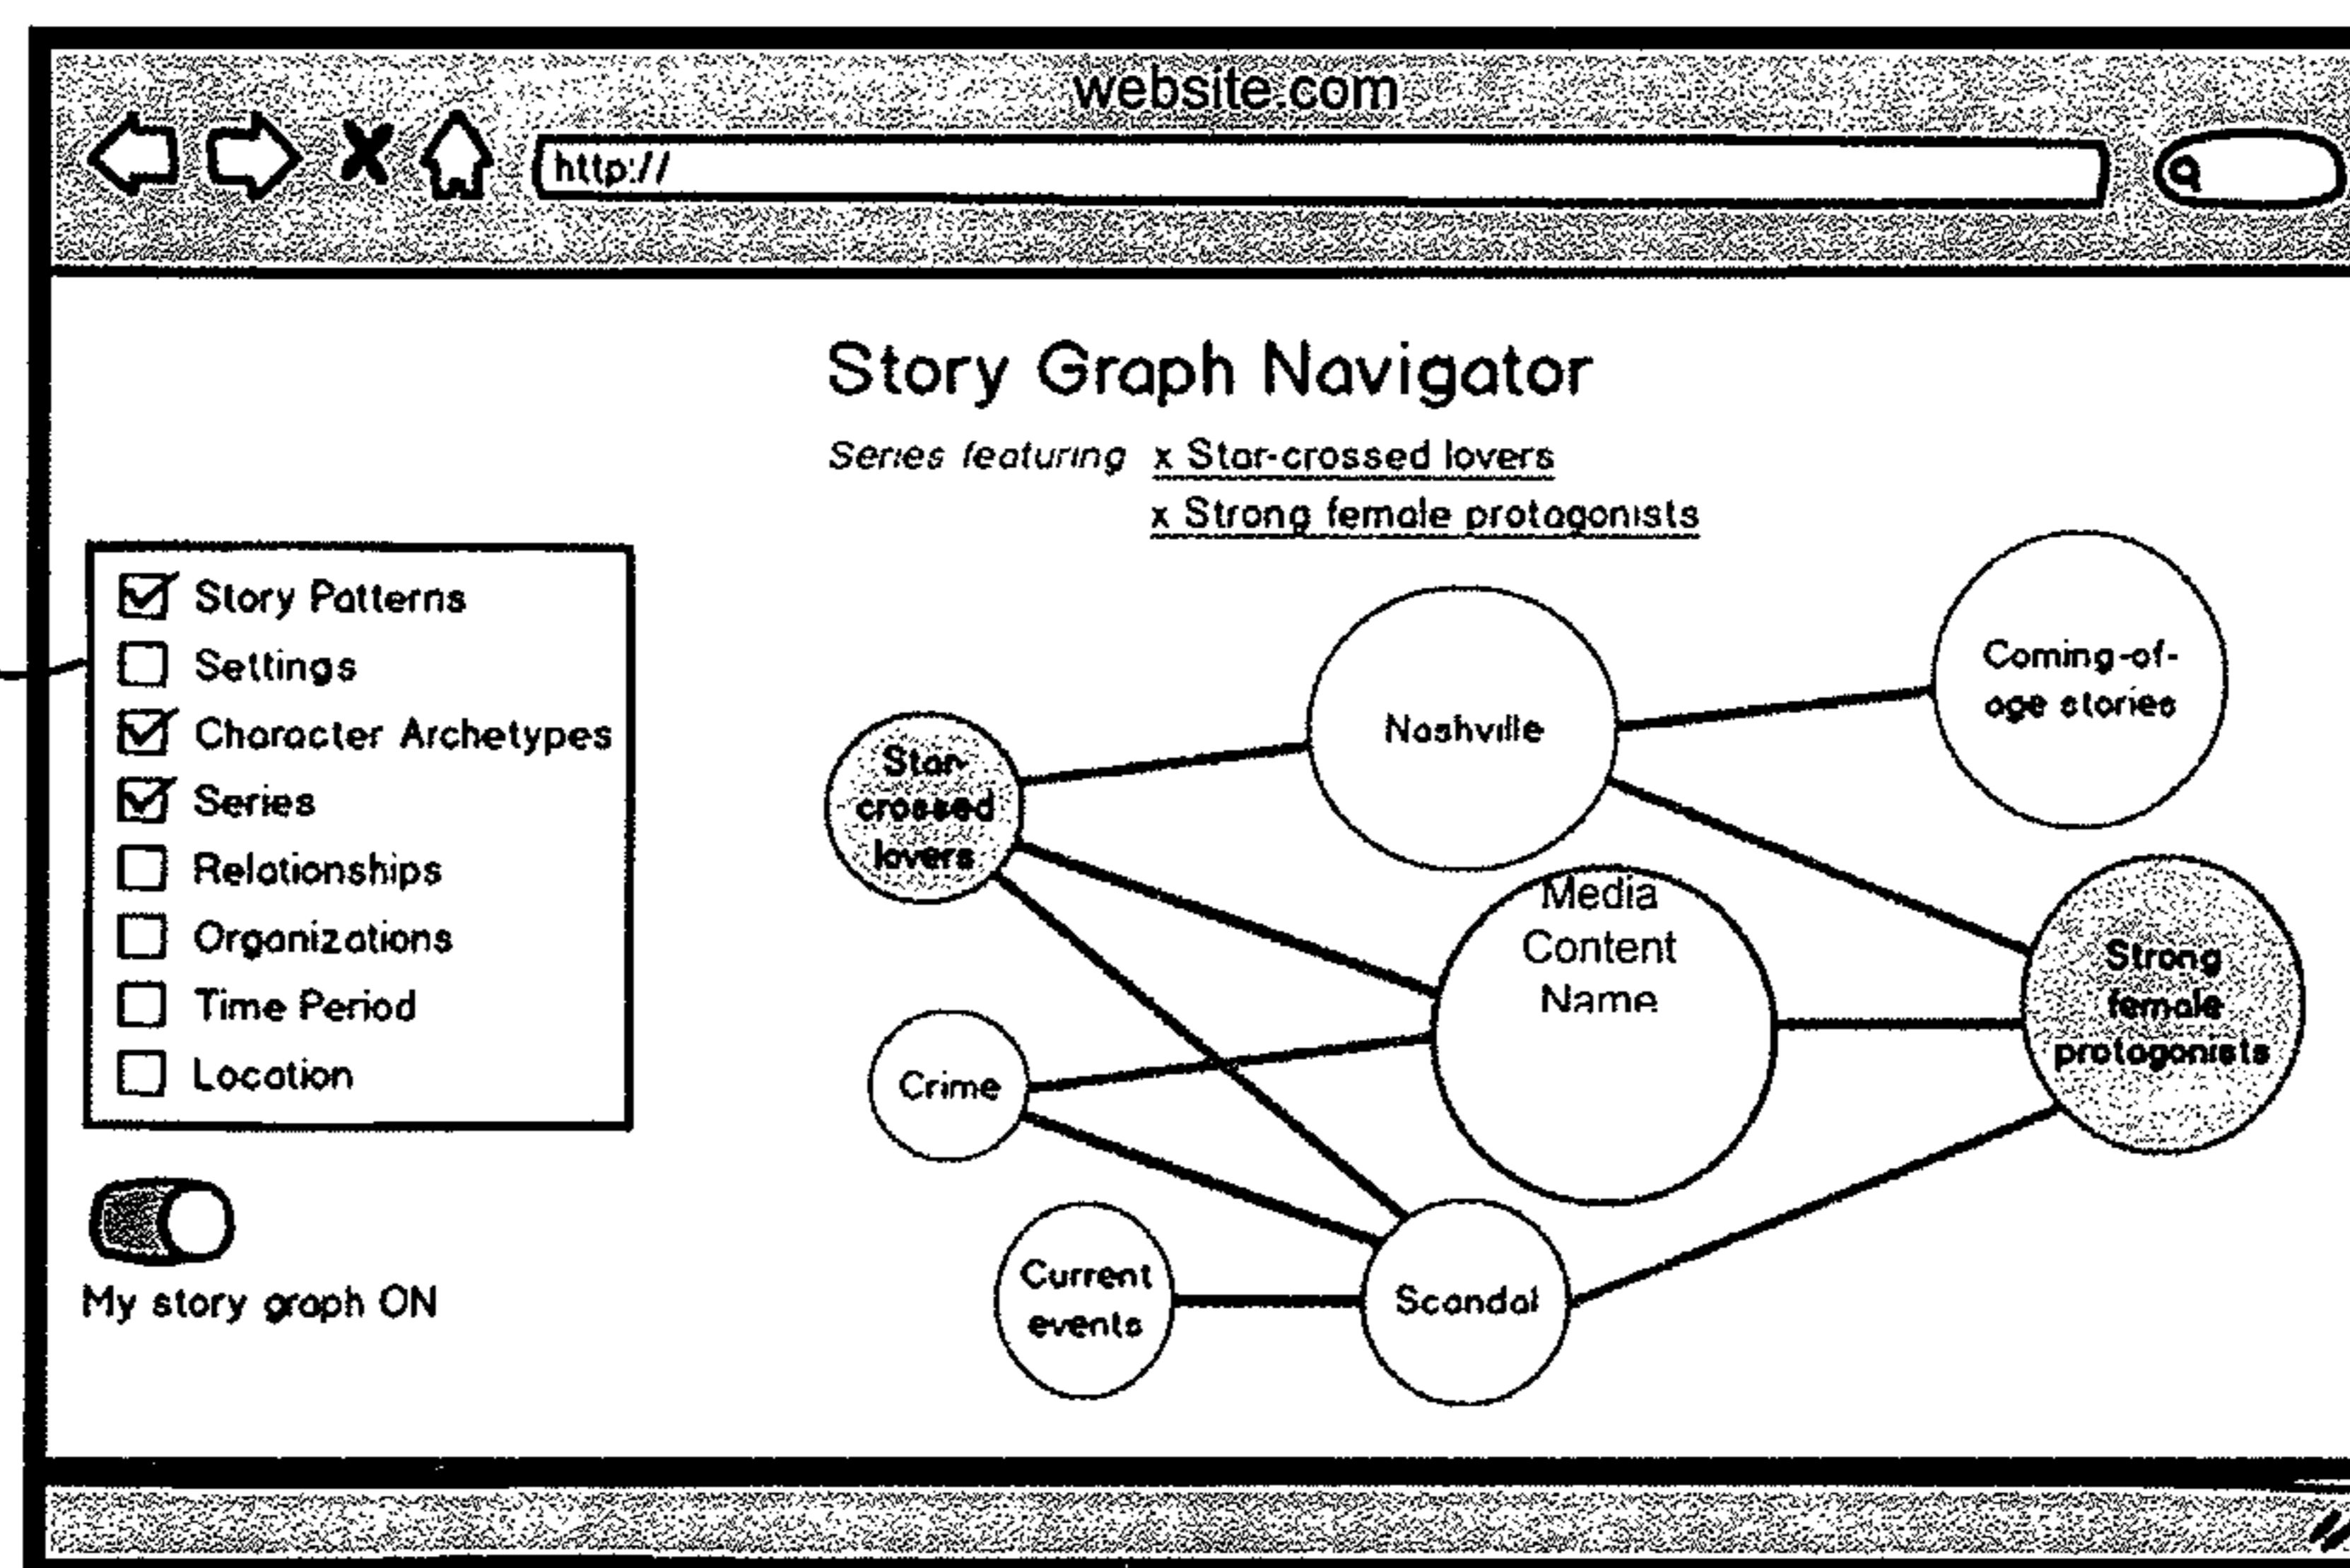 website.com
http://
Story Graph Navigator
Series featuring x Star-crossed lovers
x Strong female protagonists
Story Patterns
Settings
Character Archetypes
Series
Relationships
Organizations
Time Period
Location
My story graph ON
Star-
crossed
lovers
Nashville
Coming-of-
age stories
Media
Content
Name
Strong
female
protagonists
Crime
Current
events
Scandal